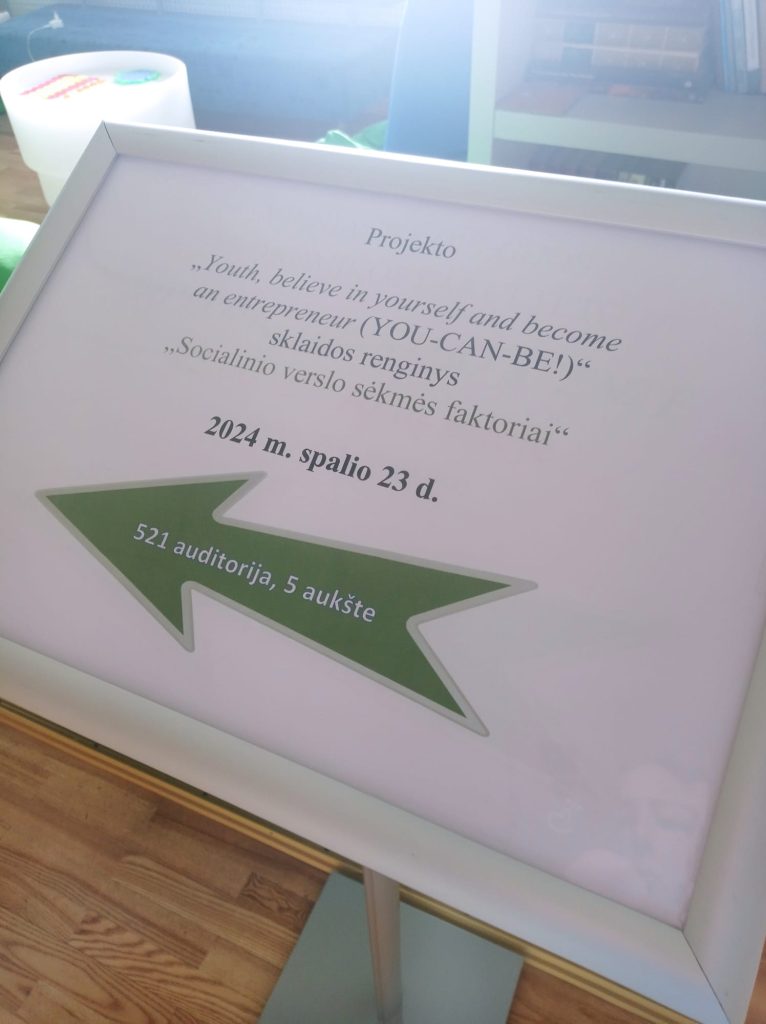 Projekto
„Youth, believe in yourself and become
an entrepreneur (YOU-CAN-BE!)“
sklaidos renginys
„Socialinio verslo sėkmės faktoriai“
2024 m. spalio 23 d.
521 auditorija, 5 aukšte